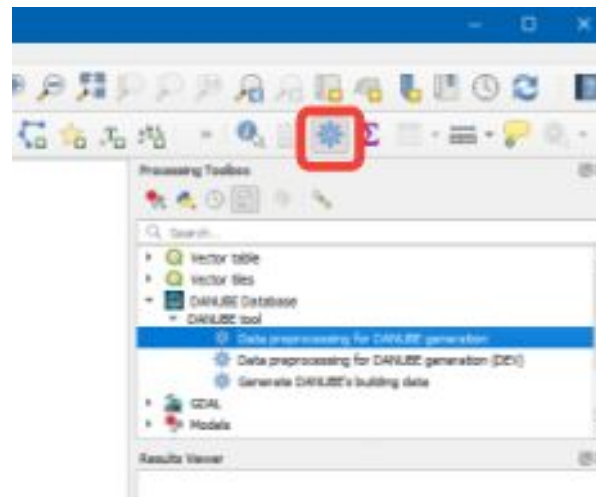 Processing Toolbox
Search...
Vector table
Vector tiles
DANUBE Database
DANUBE tool
Data preprocessing for DANUBE generation
Data preprocessing for DANUBE generation (DEV)
Generate DANUBE's building data
GDAL
Models
Results Viewer